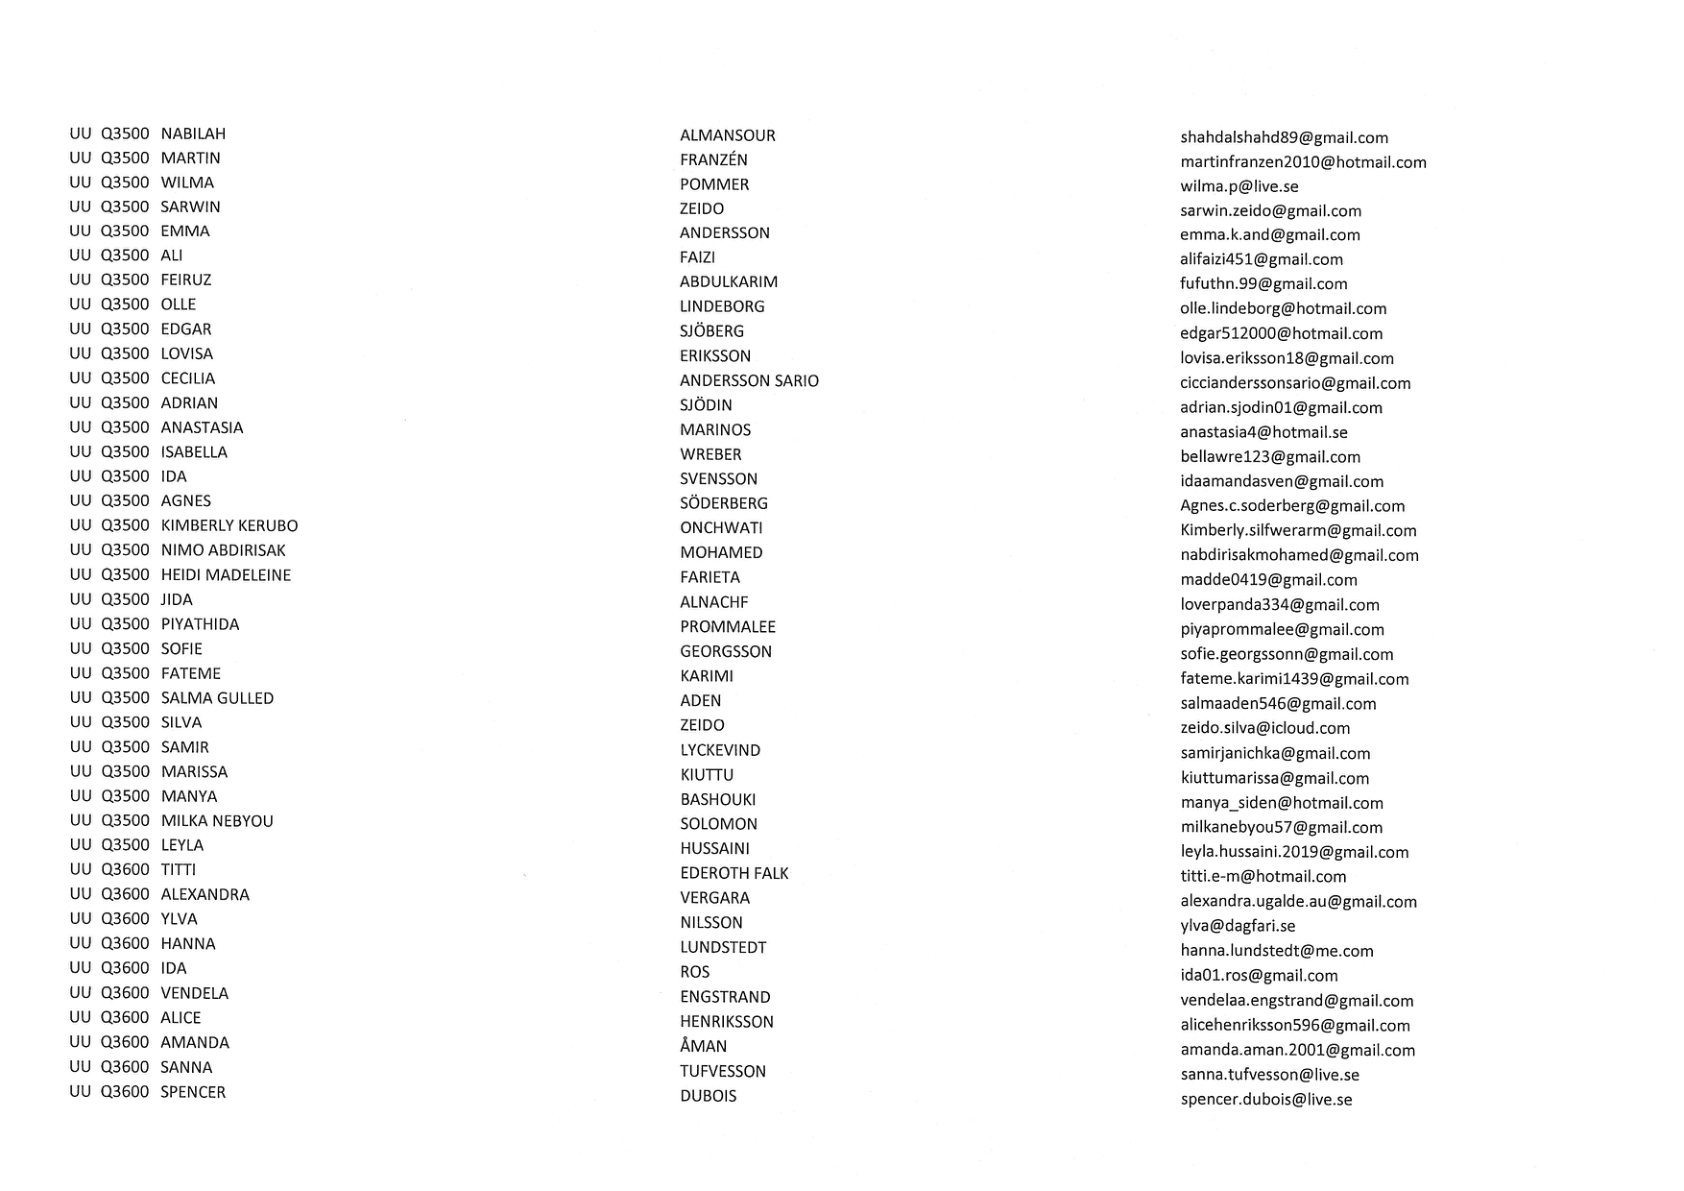 UU Q3500 NABILAH ALMANSOUR shahdalshahd89@gmail.com
UU Q3500 MARTIN FRANZÉN martinfranzen2010@hotmail.com
UU Q3500 WILMA POMMER wilma.p@live.se
UU Q3500 SARWIN ZEIDO sarwin.zeido@gmail.com
UU Q3500 EMMA ANDERSSON emma.k.and@gmail.com
UU Q3500 ALI FAIZI alifaizi451@gmail.com
UU Q3500 FEIRUZ ABDULKARIM fufuthn.99@gmail.com
UU Q3500 OLLE LINDEBORG olle.lindeborg@hotmail.com
UU Q3500 EDGAR SJÖBERG edgar512000@hotmail.com
UU Q3500 LOVISA ERIKSSON lovisa.eriksson18@gmail.com
UU Q3500 CECILIA ANDERSSON SARIO ciccianderssonsario@gmail.com
UU Q3500 ADRIAN SJÖDIN adrian.sjodin01@gmail.com
UU Q3500 ANASTASIA MARINOS anastasia4@hotmail.se
UU Q3500 ISABELLA WREBER bellawre123@gmail.com
UU Q3500 IDA SVENSSON idaamandasven@gmail.com
UU Q3500 AGNES SÖDERBERG Agnes.c.soderberg@gmail.com
UU Q3500 KIMBERLY KERUBO ONCHWATI Kimberly.silfwerarm@gmail.com
UU Q3500 NIMO ABDIRISAK MOHAMED nabdirisakmohamed@gmail.com
UU Q3500 HEIDI MADELEINE FARIETA madde0419@gmail.com
UU Q3500 JIDA ALNACHF loverpanda334@gmail.com
UU Q3500 PIYATHIDA PROMMALEE piyaprommalee@gmail.com
UU Q3500 SOFIE GEORGSSON sofie.georgssonn@gmail.com
UU Q3500 FATEME KARIMI fateme.karimi1439@gmail.com
UU Q3500 SALMA GULLED ADEN salmaaden546@gmail.com
UU Q3500 SILVA ZEIDO zeido.silva@icloud.com
UU Q3500 SAMIR LYCKEVIND samirjanichka@gmail.com
UU Q3500 MARISSA KIUTTU kiuttumarissa@gmail.com
UU Q3500 MANYA BASHOUKI manya_siden@hotmail.com
UU Q3500 MILKA NEBYOU SOLOMON milkanebyou57@gmail.com
UU Q3500 LEYLA HUSSAINI leyla.hussaini.2019@gmail.com
UU Q3600 TITTI EDEROTH FALK titti.e-m@hotmail.com
UU Q3600 ALEXANDRA VERGARA alexandra.ugalde.au@gmail.com
UU Q3600 YLVA NILSSON ylva@dagfari.se
UU Q3600 HANNA LUNDSTEDT hanna.lundstedt@me.com
UU Q3600 IDA ROS ida01.ros@gmail.com
UU Q3600 VENDELA ENGSTRAND vendelaa.engstrand@gmail.com
UU Q3600 ALICE HENRIKSSON alicehenriksson596@gmail.com
UU Q3600 AMANDA ÅMAN amanda.aman.2001@gmail.com
UU Q3600 SANNA TUFVESSON sanna.tufvesson@live.se
UU Q3600 SPENCER DUBOIS spencer.dubois@live.se